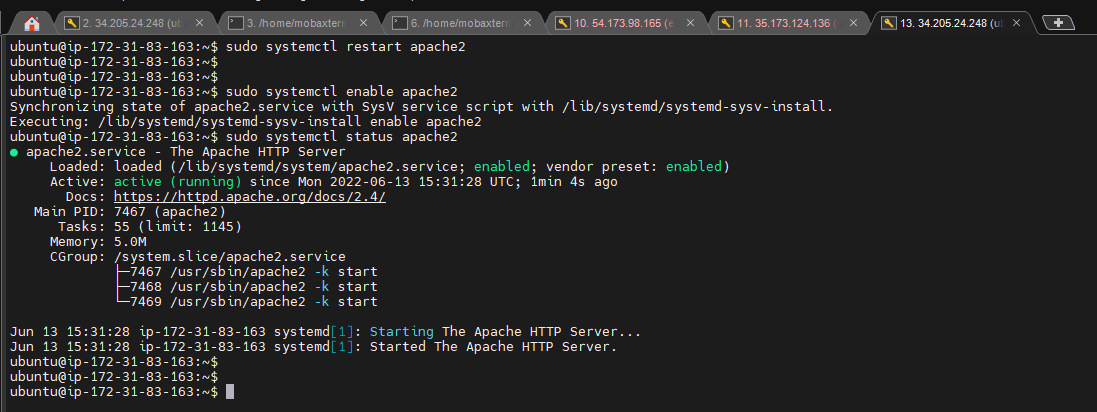 2. 34.205.24.248 (ub
3. /home/mobaxterm
6. /home/mobaxterm
10. 54.173.98.165 (e
11. 35.173.124.136 (
13. 34.205.24.248 (ub
ubuntu@ip-172-31-83-163:~$ sudo systemctl restart apache2
ubuntu@ip-172-31-83-163:~$
ubuntu@ip-172-31-83-163:~$
ubuntu@ip-172-31-83-163:~$ sudo systemctl enable apache2
Synchronizing state of apache2.service with SysV service script with /lib/systemd/systemd-sysv-install.
Executing: /lib/systemd/systemd-sysv-install enable apache2
ubuntu@ip-172-31-83-163:~$ sudo systemctl status apache2
● apache2.service - The Apache HTTP Server
Loaded: loaded (/lib/systemd/system/apache2.service; enabled; vendor preset: enabled)
Active: active (running) since Mon 2022-06-13 15:31:28 UTC; 1min 4s ago
Docs: https://httpd.apache.org/docs/2.4/
Main PID: 7467 (apache2)
Tasks: 55 (limit: 1145)
Memory: 5.0M
CGroup: /system.slice/apache2.service
├─7467 /usr/sbin/apache2 -k start
├─7468 /usr/sbin/apache2 -k start
└─7469 /usr/sbin/apache2 -k start
Jun 13 15:31:28 ip-172-31-83-163 systemd[1]: Starting The Apache HTTP Server...
Jun 13 15:31:28 ip-172-31-83-163 systemd[1]: Started The Apache HTTP Server.
ubuntu@ip-172-31-83-163:~$
ubuntu@ip-172-31-83-163:~$
ubuntu@ip-172-31-83-163:~$